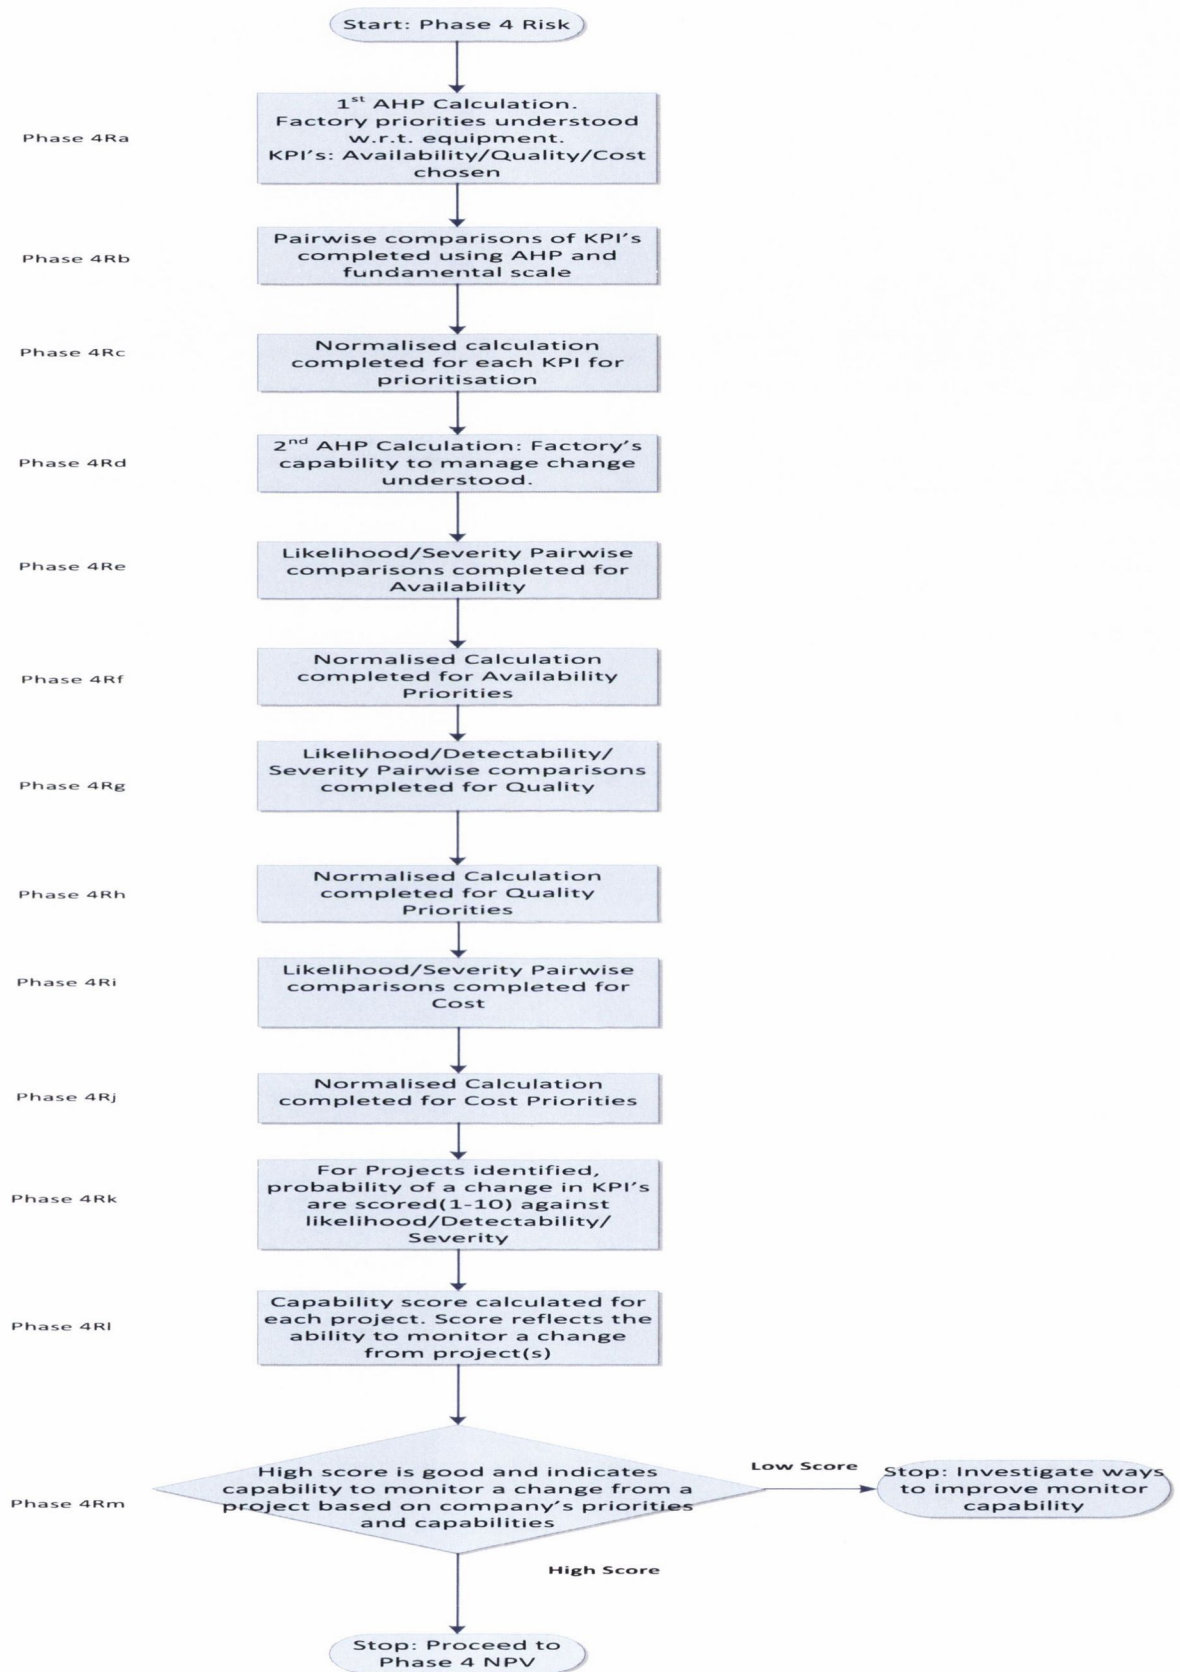 Start: Phase 4 Risk
Phase 4Ra
1st AHP Calculation.
Factory priorities understood
w.r.t. equipment.
KPI's: Availability/Quality/Cost
chosen
Phase 4Rb
Pairwise comparisons of KPI's
completed using AHP and
fundamental scale
Phase 4Rc
Normalised calculation
completed for each KPI for
prioritisation
Phase 4Rd
2nd AHP Calculation: Factory's
capability to manage change
understood.
Phase 4Re
Likelihood/Severity Pairwise
comparisons completed for
Availability
Phase 4Rf
Normalised Calculation
completed for Availability
Priorities
Phase 4Rg
Likelihood/Detectability/
Severity Pairwise comparisons
completed for Quality
Phase 4Rh
Normalised Calculation
completed for Quality
Priorities
Phase 4Ri
Likelihood/Severity Pairwise
comparisons completed for
Cost
Phase 4Rj
Normalised Calculation
completed for Cost Priorities
Phase 4Rk
For Projects identified,
probability of a change in KPI's
are scored(1-10) against
likelihood/Detectability/
Severity
Phase 4Rl
Capability score calculated for
each project. Score reflects the
ability to monitor a change
from project(s)
Phase 4Rm
High score is good and indicates
capability to monitor a change from a
project based on company's priorities
and capabilities
Low Score
Stop: Investigate ways
to improve monitor
capability
High Score
Stop: Proceed to
Phase 4 NPV